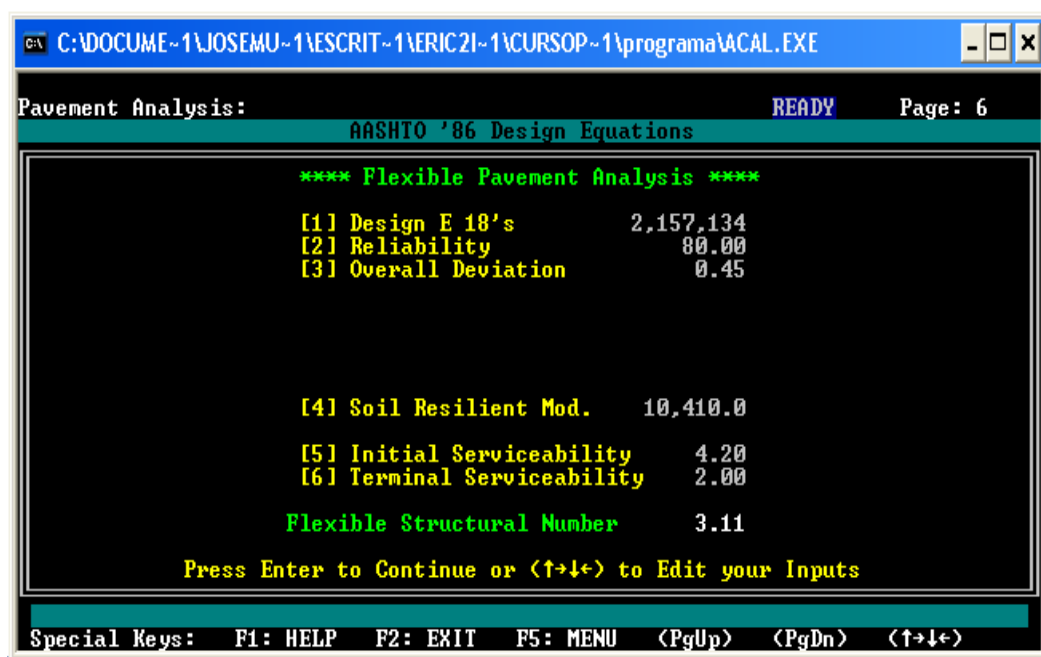 C:\DOCUME~1\JOSEMU~1\ESCRIT~1\ERIC2I~1\CURSOP~1\programa\ACAL.EXE
Pavement Analysis: READY Page: 6
AASHTO '86 Design Equations
**** Flexible Pavement Analysis ****
[1] Design E 18's 2,157,134
[2] Reliability 80.00
[3] Overall Deviation 0.45
[4] Soil Resilient Mod. 10,410.0
[5] Initial Serviceability 4.20
[6] Terminal Serviceability 2.00
Flexible Structural Number 3.11
Press Enter to Continue or (↑→↓←) to Edit your Inputs
Special Keys: F1: HELP F2: EXIT F5: MENU (PgUp) (PgDn) (↑→↓←)